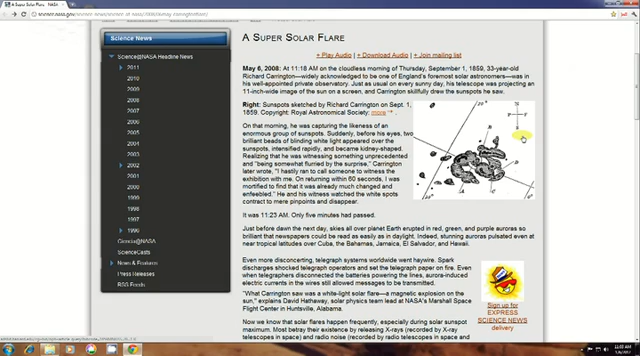 A Super Solar Flare - NASA
science.nasa.gov/science-news/science-at-nasa/2008/06may_carringtonflare/
Science News
Science@NASA Headline News
2011
2010
2009
2008
2007
2006
2005
2004
2003
2002
2001
2000
1999
1998
1997
1996
Ciencia@NASA
ScienceCasts
News & Features
Press Releases
RSS Feeds
A SUPER SOLAR FLARE
+ Play Audio | + Download Audio | + Join mailing list
May 6, 2008: At 11:18 AM on the cloudless morning of Thursday, September 1, 1859, 33-year-old
Richard Carrington—widely acknowledged to be one of England's foremost solar astronomers—was in
his well-appointed private observatory. Just as usual on every sunny day, his telescope was projecting an
11-inch-wide image of the sun on a screen, and Carrington skillfully drew the sunspots he saw.
Right: Sunspots sketched by Richard Carrington on Sept. 1,
1859. Copyright: Royal Astronomical Society: more
On that morning, he was capturing the likeness of an
enormous group of sunspots. Suddenly, before his eyes, two
brilliant beads of blinding white light appeared over the
sunspots, intensified rapidly, and became kidney-shaped.
Realizing that he was witnessing something unprecedented
and "being somewhat flurried by the surprise," Carrington
later wrote, "I hastily ran to call someone to witness the
exhibition with me. On returning within 60 seconds, I was
mortified to find that it was already much changed and
enfeebled." He and his witness watched the white spots
contract to mere pinpoints and disappear.
It was 11:23 AM. Only five minutes had passed.
Just before dawn the next day, skies all over planet Earth erupted in red, green, and purple auroras so
brilliant that newspapers could be read as easily as in daylight. Indeed, stunning auroras pulsated even at
near tropical latitudes over Cuba, the Bahamas, Jamaica, El Salvador, and Hawaii.
Even more disconcerting, telegraph systems worldwide went haywire. Spark
discharges shocked telegraph operators and set the telegraph paper on fire. Even
when telegraphers disconnected the batteries powering the lines, aurora-induced
electric currents in the wires still allowed messages to be transmitted.
"What Carrington saw was a white-light solar flare—a magnetic explosion on the
sun," explains David Hathaway, solar physics team lead at NASA's Marshall Space
Flight Center in Huntsville, Alabama.
Now we know that solar flares happen frequently, especially during solar sunspot
maximum. Most betray their existence by releasing X-rays (recorded by X-ray
telescopes in space) and radio noise (recorded by radio telescopes in space and
Sign up for
EXPRESS
SCIENCE NEWS
delivery